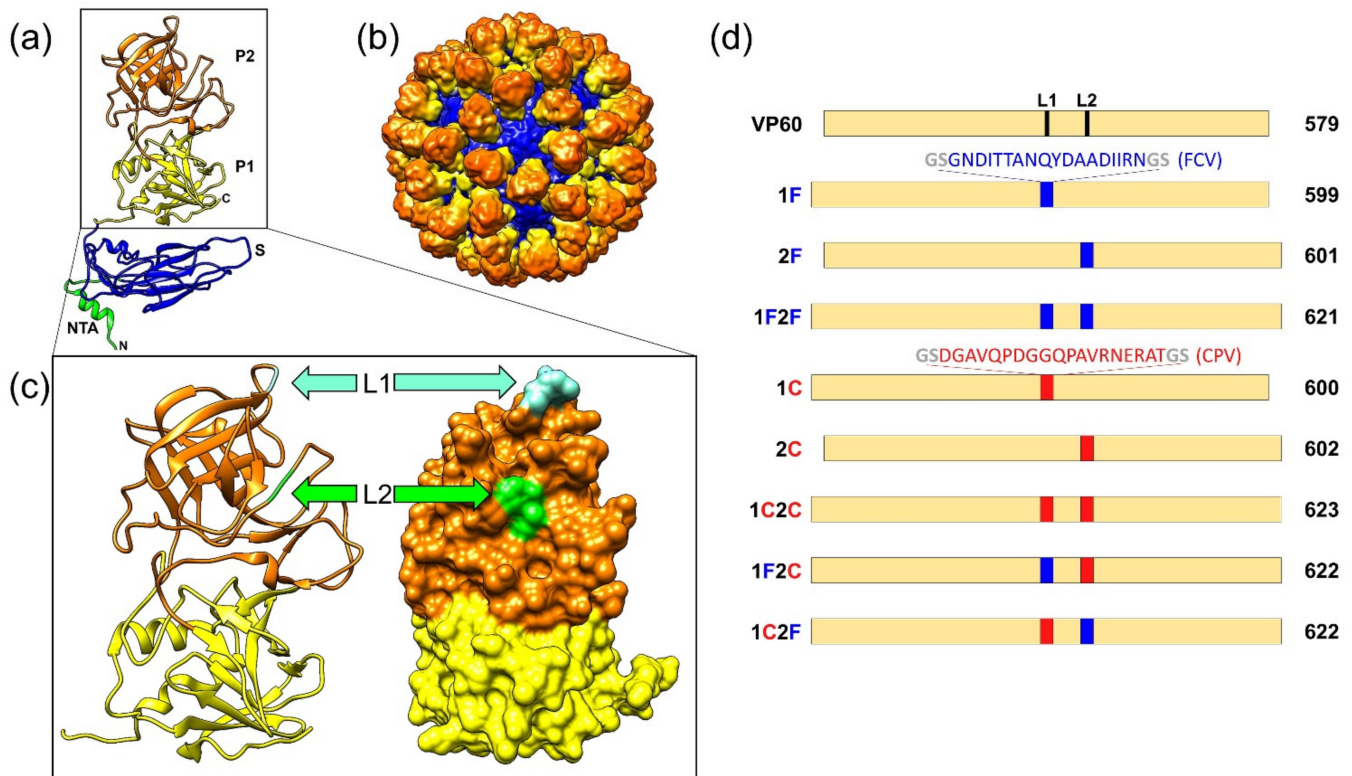 (a)
P2
P1
C
S
NTA
N
(b)
(c)
L1
L2
(d)
L1 L2
VP60 579
GSGNDITTANQYDAADIIRNGS (FCV)
1F 599
2F 601
1F2F 621
GSDGAVQPDGGQPAVRNERATGS (CPV)
1C 600
2C 602
1C2C 623
1F2C 622
1C2F 622